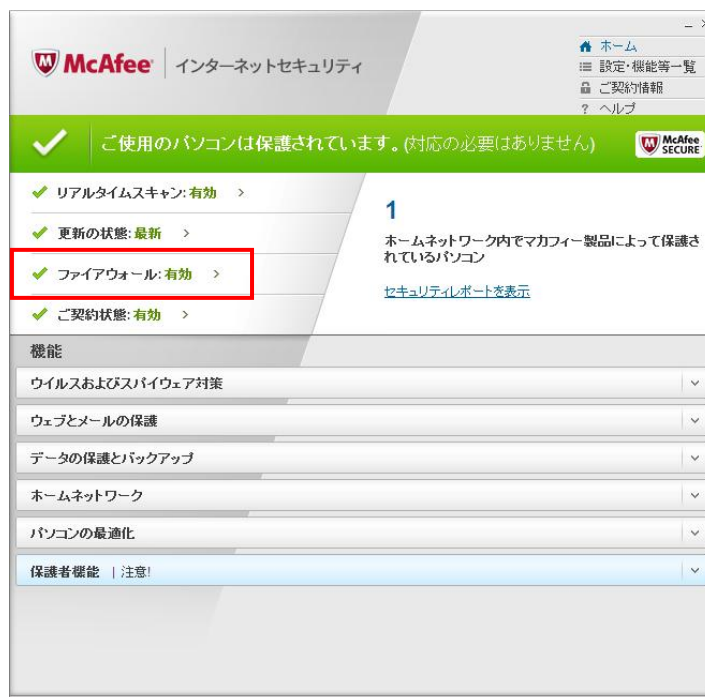 McAfee インターネットセキュリティ
ホーム
設定・機能等一覧
ご契約情報
? ヘルプ
ご使用のパソコンは保護されています。(対応の必要はありません)
McAfee SECURE
リアルタイムスキャン:有効 >
更新の状態:最新 >
ファイアウォール:有効 >
ご契約状態:有効 >
1
ホームネットワーク内でマカフィー製品によって保護さ
れているパソコン
セキュリティレポートを表示
機能
ウイルスおよびスパイウェア対策
ウェブとメールの保護
データの保護とバックアップ
ホームネットワーク
パソコンの最適化
保護者機能 | 注意!